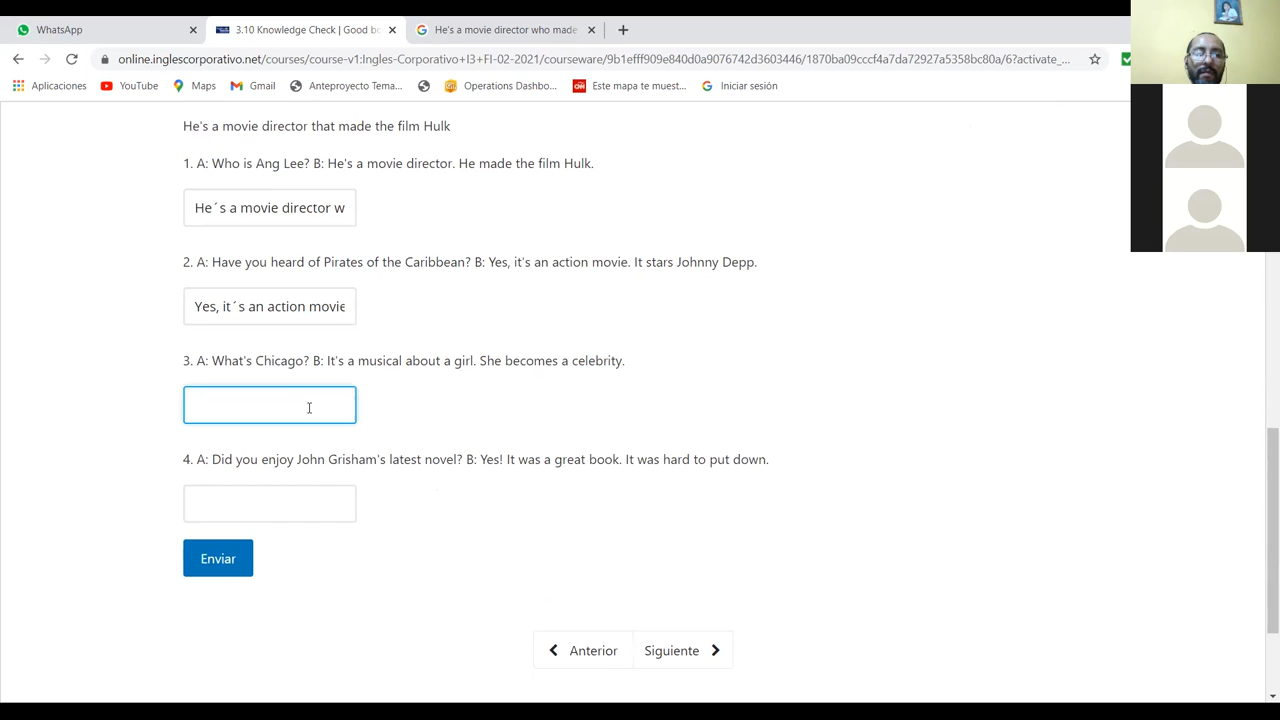 WhatsApp
3.10 Knowledge Check | Good bo
He's a movie director who made
online.inglescorporativo.net/courses/course-v1:Ingles-Corporativo+I3+FI-02-2021/courseware/9b1efff909e840d0a9076742d3603446/1870ba09cccf4a7da72927a5358bc80a/6?activate_...
Aplicaciones YouTube Maps Gmail Anteproyecto Tema... Operations Dashbo... Este mapa te muest... Iniciar sesión
He's a movie director that made the film Hulk
1. A: Who is Ang Lee? B: He's a movie director. He made the film Hulk.
He´s a movie director w
2. A: Have you heard of Pirates of the Caribbean? B: Yes, it's an action movie. It stars Johnny Depp.
Yes, it´s an action movie
3. A: What's Chicago? B: It's a musical about a girl. She becomes a celebrity.
4. A: Did you enjoy John Grisham's latest novel? B: Yes! It was a great book. It was hard to put down.
Enviar
Anterior Siguiente